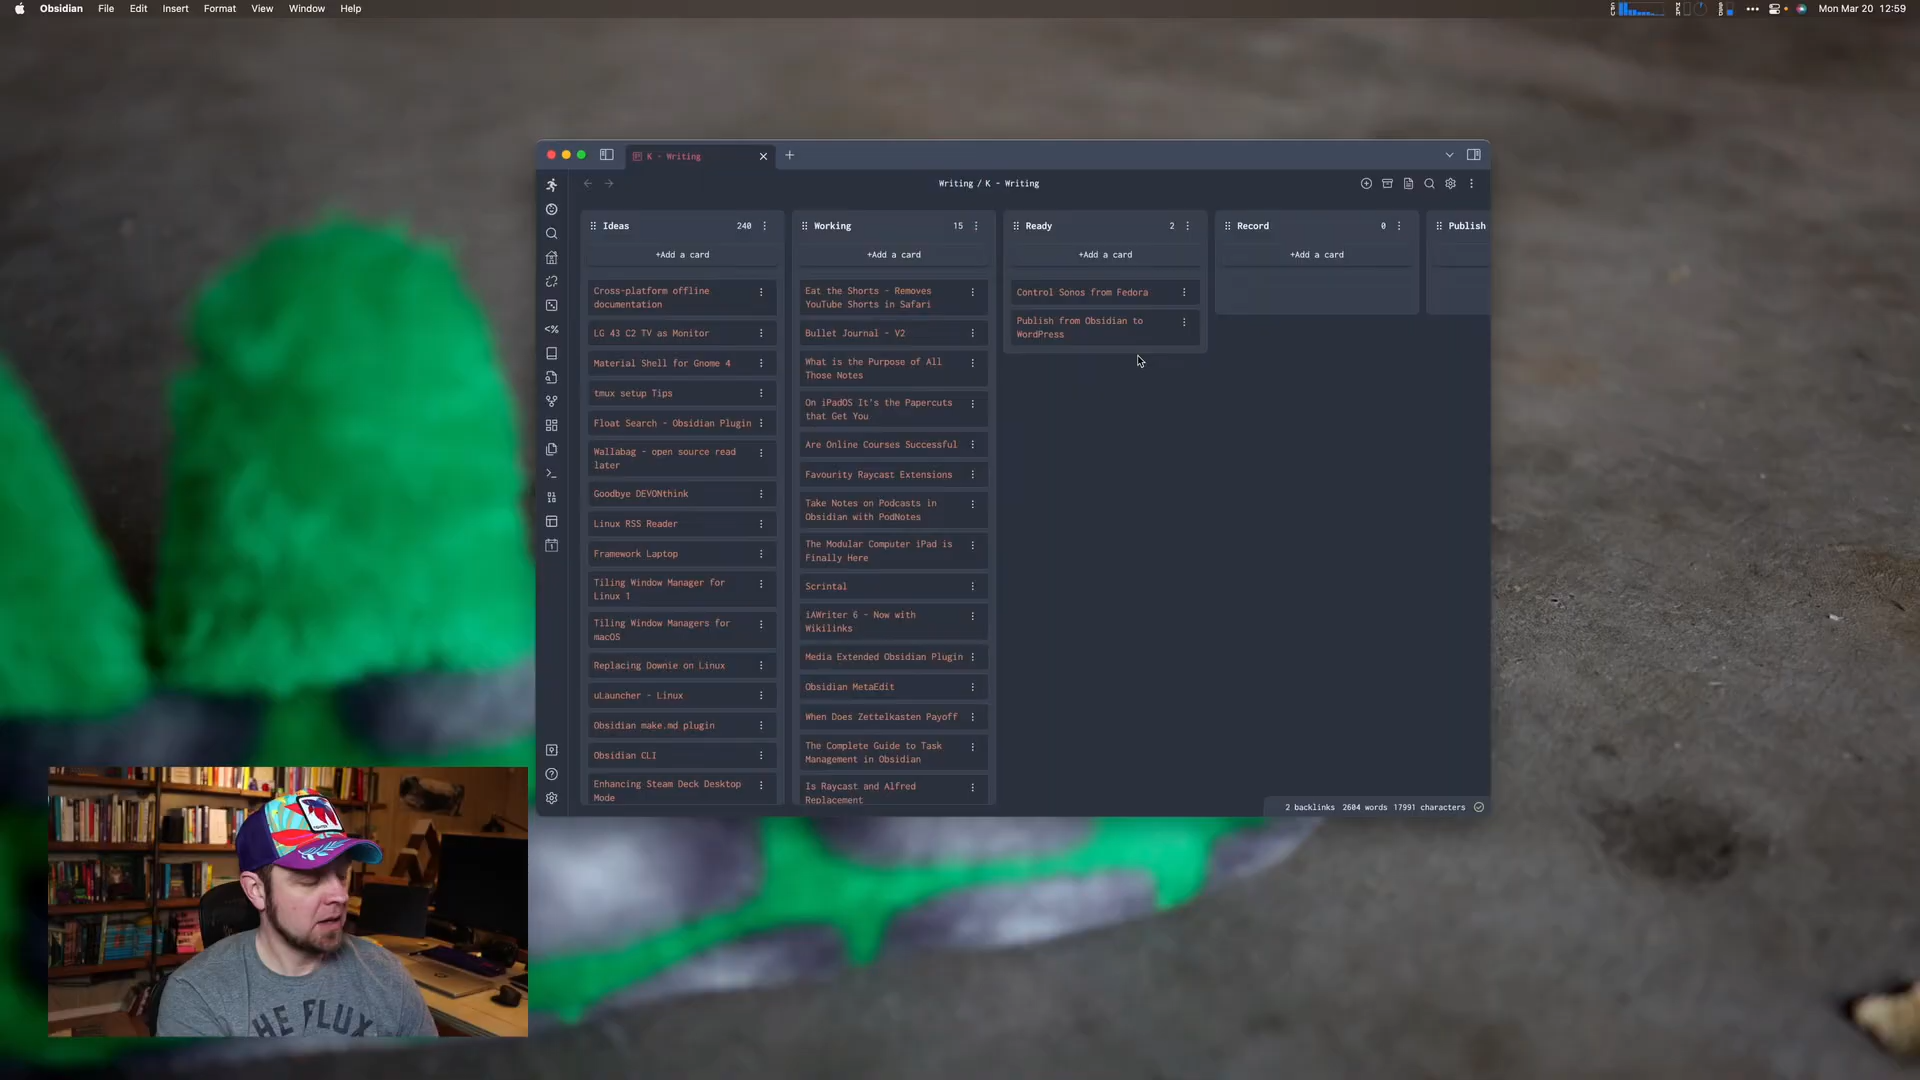 Obsidian File Edit Insert Format View Window Help
Mon Mar 20 12:59
K - Writing
Writing / K - Writing
Ideas 240
+Add a card
Cross-platform offline
documentation
LG 43 C2 TV as Monitor
Material Shell for Gnome 4
tmux setup Tips
Float Search - Obsidian Plugin
Wallabag - open source read
later
Goodbye DEVONthink
Linux RSS Reader
Framework Laptop
Tiling Window Manager for
Linux 1
Tiling Window Managers for
macOS
Replacing Downie on Linux
uLauncher - Linux
Obsidian make.md plugin
Obsidian CLI
Enhancing Steam Deck Desktop
Mode
Working 15
+Add a card
Eat the Shorts - Removes
YouTube Shorts in Safari
Bullet Journal - V2
What is the Purpose of All
Those Notes
On iPadOS It's the Papercuts
that Get You
Are Online Courses Successful
Favourity Raycast Extensions
Take Notes on Podcasts in
Obsidian with PodNotes
The Modular Computer iPad is
Finally Here
Scrintal
iAWriter 6 - Now with
Wikilinks
Media Extended Obsidian Plugin
Obsidian MetaEdit
When Does Zettelkasten Payoff
The Complete Guide to Task
Management in Obsidian
Is Raycast and Alfred
Replacement
Ready 2
+Add a card
Control Sonos from Fedora
Publish from Obsidian to
WordPress
Record 0
+Add a card
Publish
2 backlinks 2604 words 17991 characters
HE FLUX